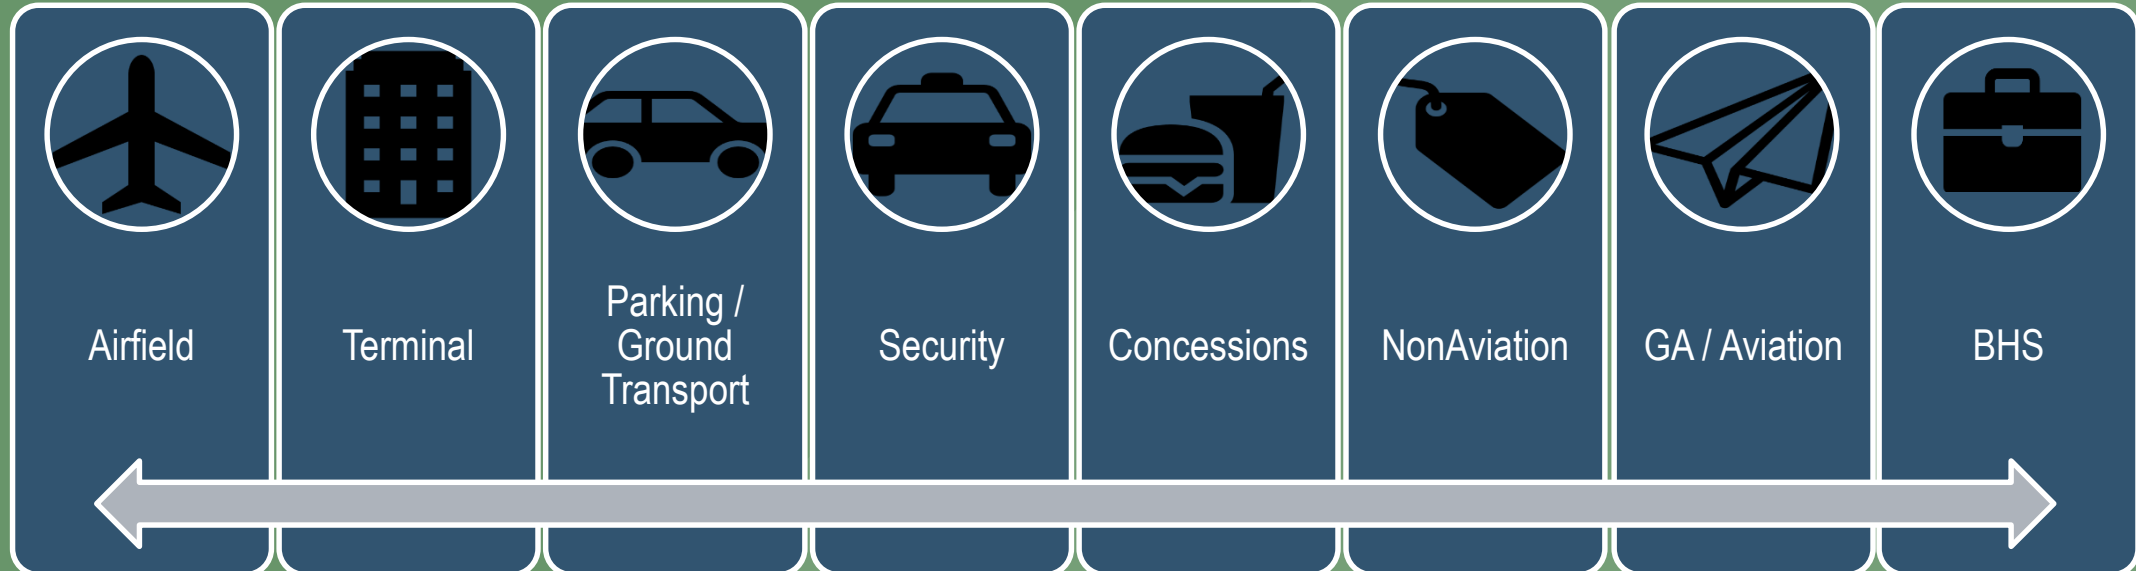 Airfield
Terminal
Parking /
Ground
Transport
Security
Concessions
NonAviation
GA / Aviation
BHS